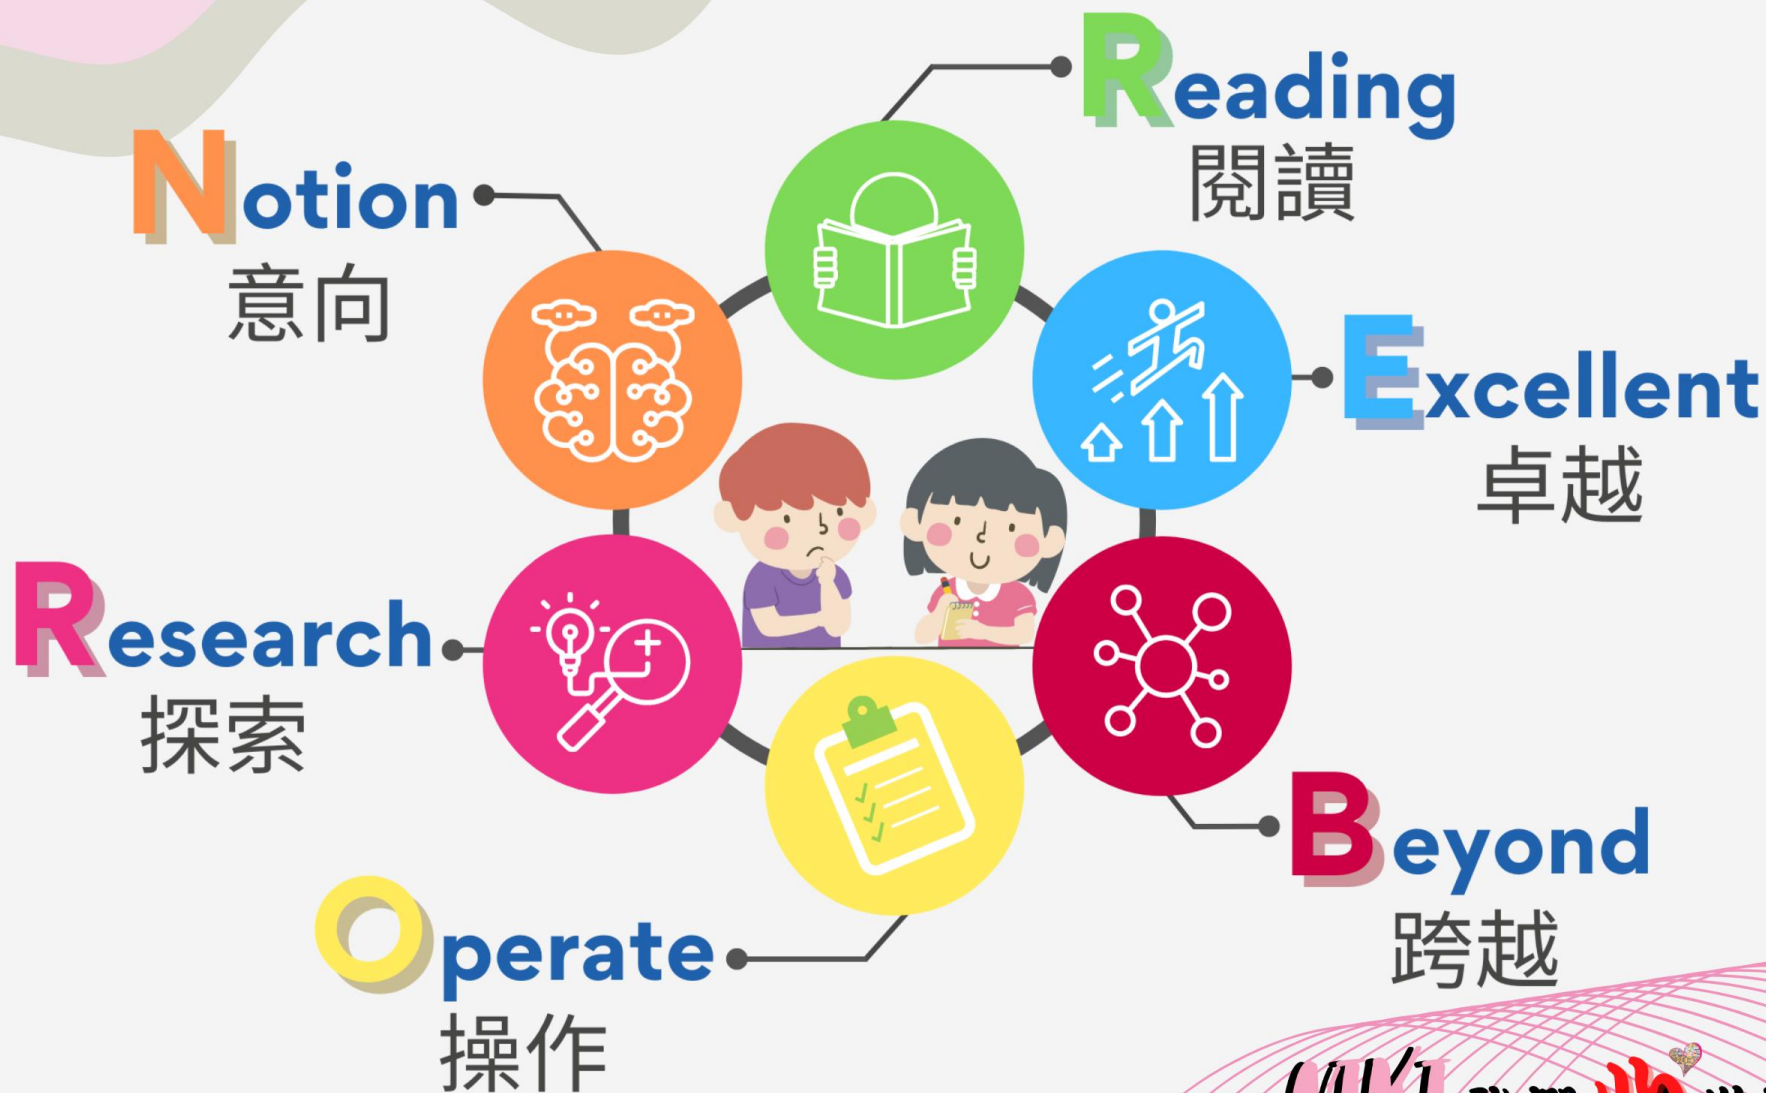 Reading
閱讀
Excellent
卓越
Beyond
跨越
Operate
操作
Research
探索
Notion
意向